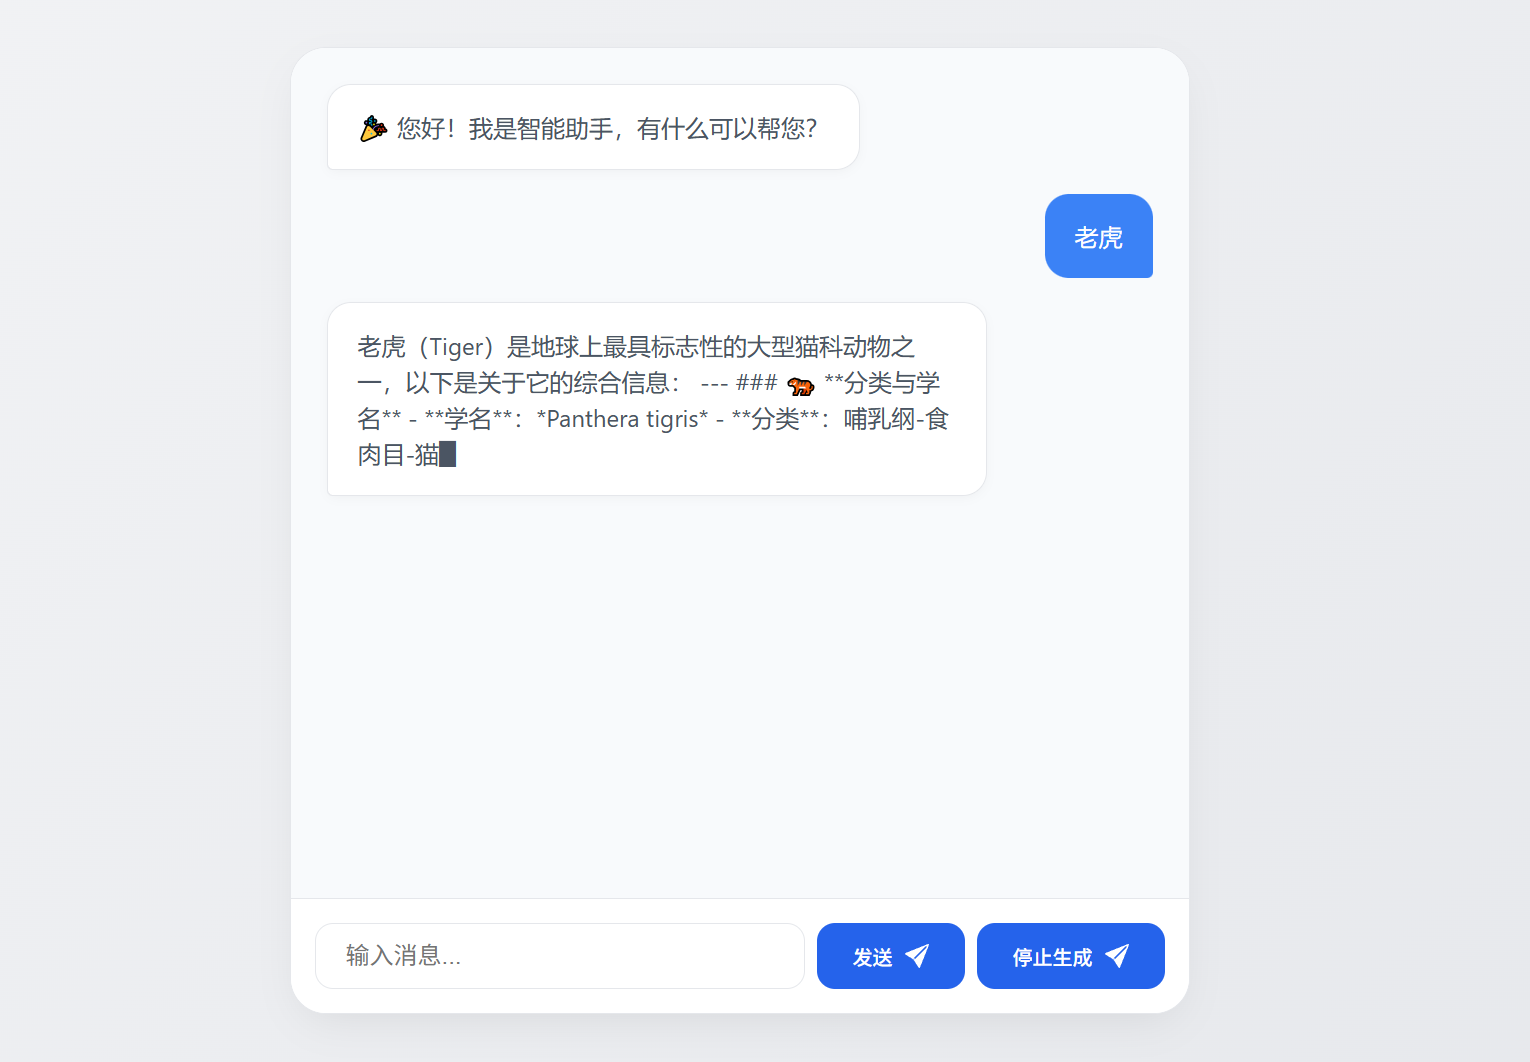 🎉 您好！我是智能助手，有什么可以帮您？
老虎
老虎（Tiger）是地球上最具标志性的大型猫科动物之
一，以下是关于它的综合信息： --- ### 🐅 **分类与学
名** - **学名**：*Panthera tigris* - **分类**：哺乳纲-食
肉目-猫
输入消息...
发送
停止生成